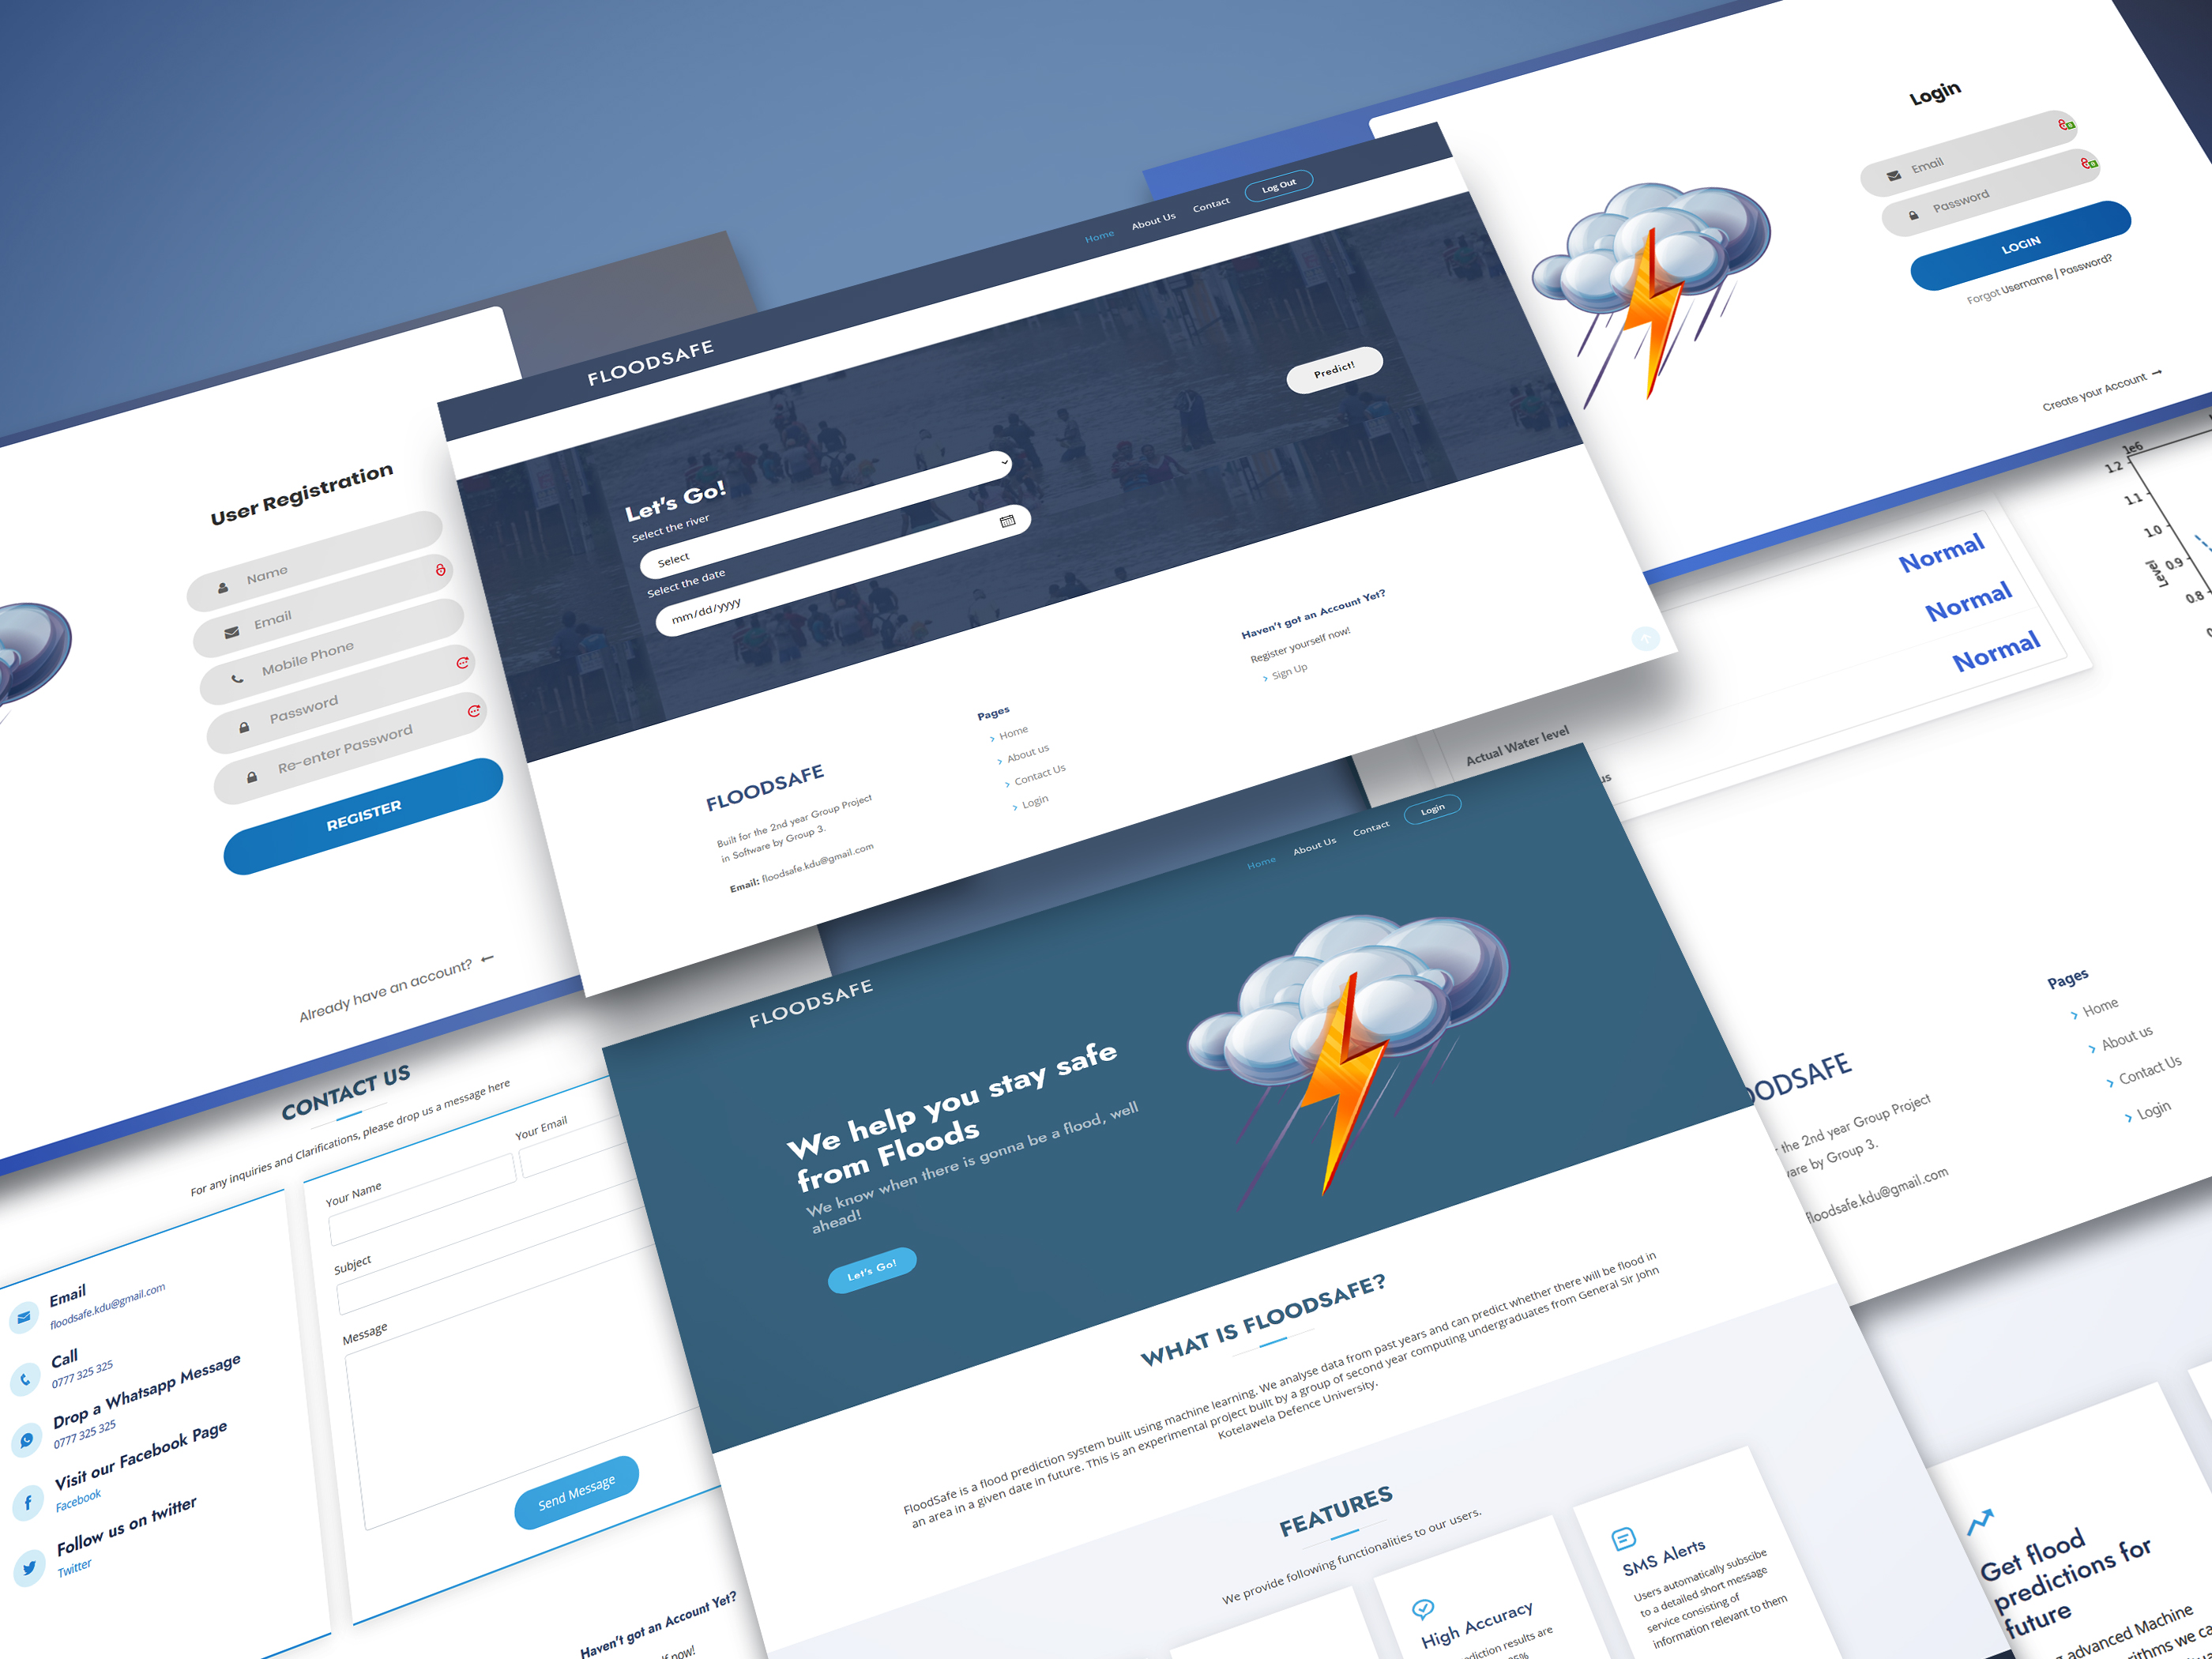 Login
Email
Password
LOGIN
Forgot Username / Password?
Create your Account →
Home
About Us
Contact
Log Out
FLOODSAFE
Predict!
Let's Go!
Select the river
Select
Select the date
mm/dd/yyyy
FLOODSAFE
Built for the 2nd year Group Project
in Software by Group 3.
Email: floodsafe.kdu@gmail.com
Pages
Home
About us
Contact Us
Login
Haven't got an Account Yet?
Register yourself now!
Sign Up
User Registration
Name
Email
Mobile Phone
Password
Re-enter Password
REGISTER
Already have an account? ←
1e6
1.2
1.1
1.0
0.9
0.8
Level
Normal
Normal
Normal
Actual Water level
us
Home
About Us
Contact
Login
FLOODSAFE
We help you stay safe
from Floods
We know when there is gonna be a flood, well
ahead!
Let's Go!
WHAT IS FLOODSAFE?
FloodSafe is a flood prediction system built using machine learning. We analyse data from past years and can predict whether there will be flood in
an area in a given date in future. This is an experimental project built by a group of second year computing undergraduates from General Sir John
Kotelawela Defence University.
FEATURES
We provide following functionalities to our users.
High Accuracy
diction results are
SMS Alerts
Users automatically subscibe
to a detailed short message
service consisting of
information relevant to them
CONTACT US
For any inquiries and Clarifications, please drop us a message here
Email
floodsafe.kdu@gmail.com
Call
0777 325 325
Drop a Whatsapp Message
0777 325 325
Visit our Facebook Page
Facebook
Follow us on twitter
Twitter
Your Name
Your Email
Subject
Message
Send Message
Haven't got an Account Yet?
now!
OODSAFE
the 2nd year Group Project
ware by Group 3.
floodsafe.kdu@gmail.com
Pages
Home
About us
Contact Us
Login
Get flood
predictions for
future
advanced Machine
rithms we ca